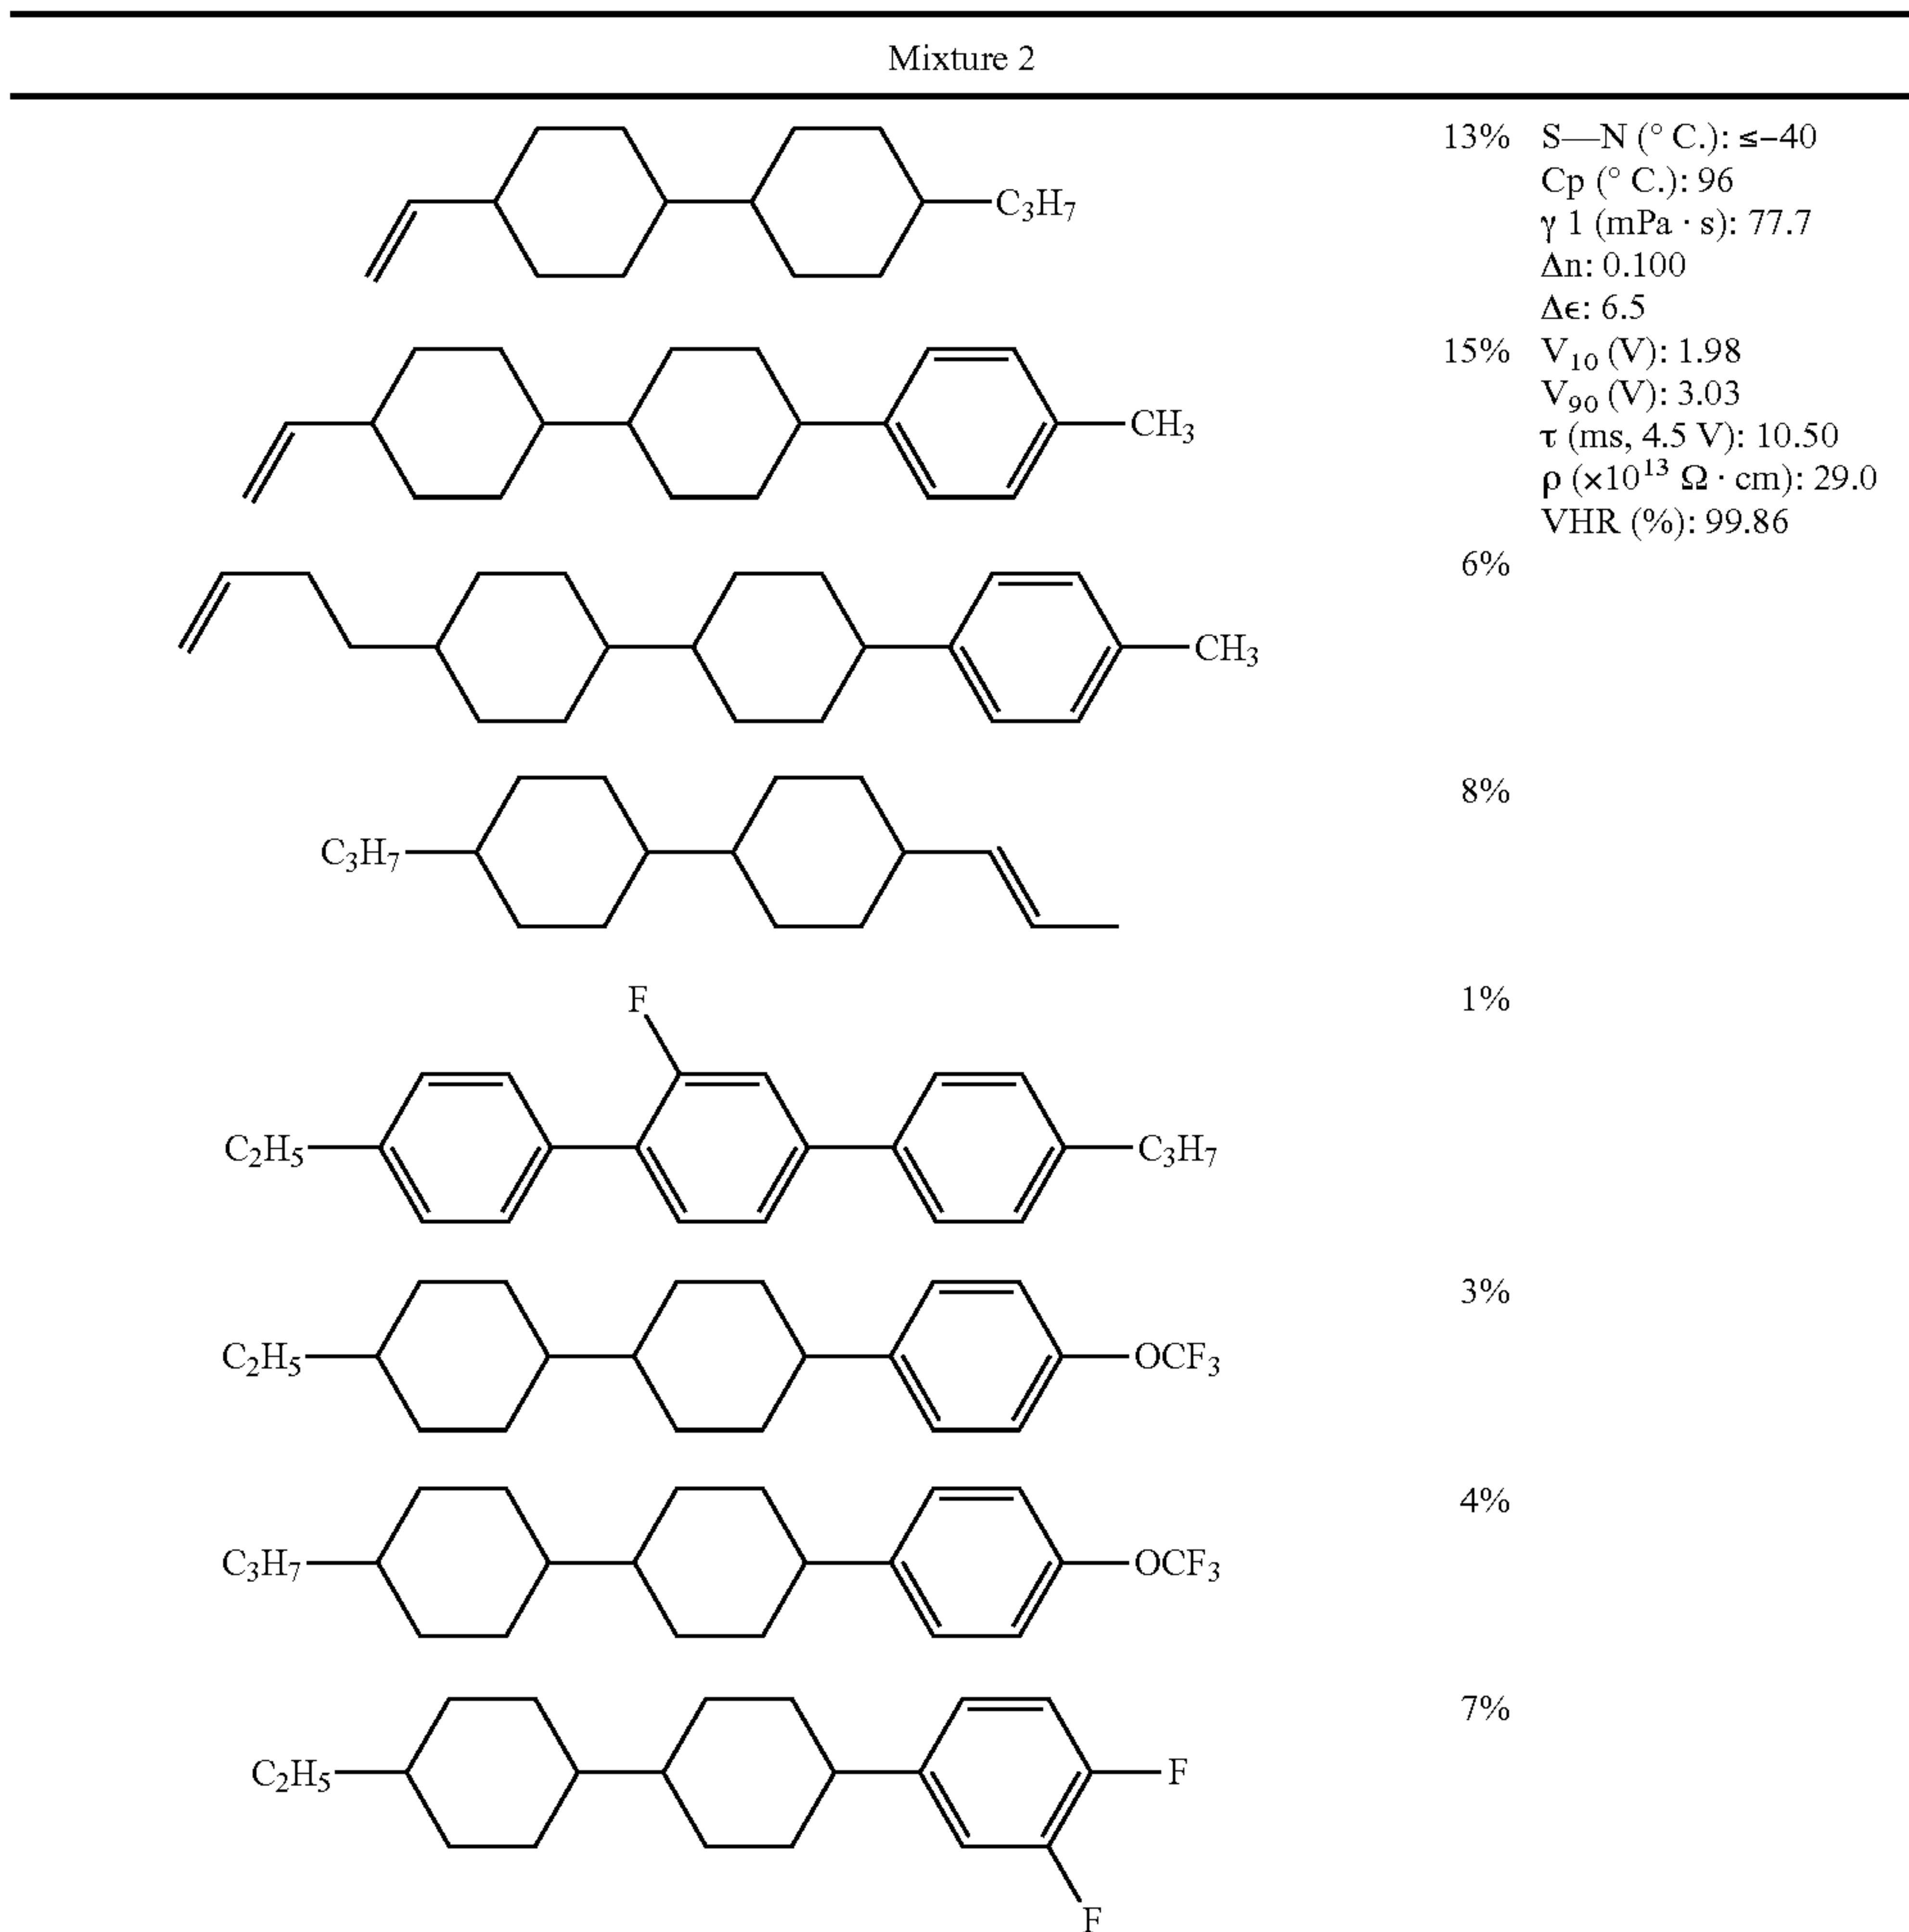 Mixture 2
13% S—N (° C.): ≤−40
C₃H₇ Cp (° C.): 96
γ 1 (mPa · s): 77.7
Δn: 0.100
Δϵ: 6.5
15% V₁₀ (V): 1.98
V₉₀ (V): 3.03
CH₃ τ (ms, 4.5 V): 10.50
ρ (×10¹³ Ω · cm): 29.0
VHR (%): 99.86
6%
CH₃
8%
C₃H₇
F 1%
C₂H₅ C₃H₇
3%
C₂H₅ OCF₃
4%
C₃H₇ OCF₃
7%
C₂H₅ F
F